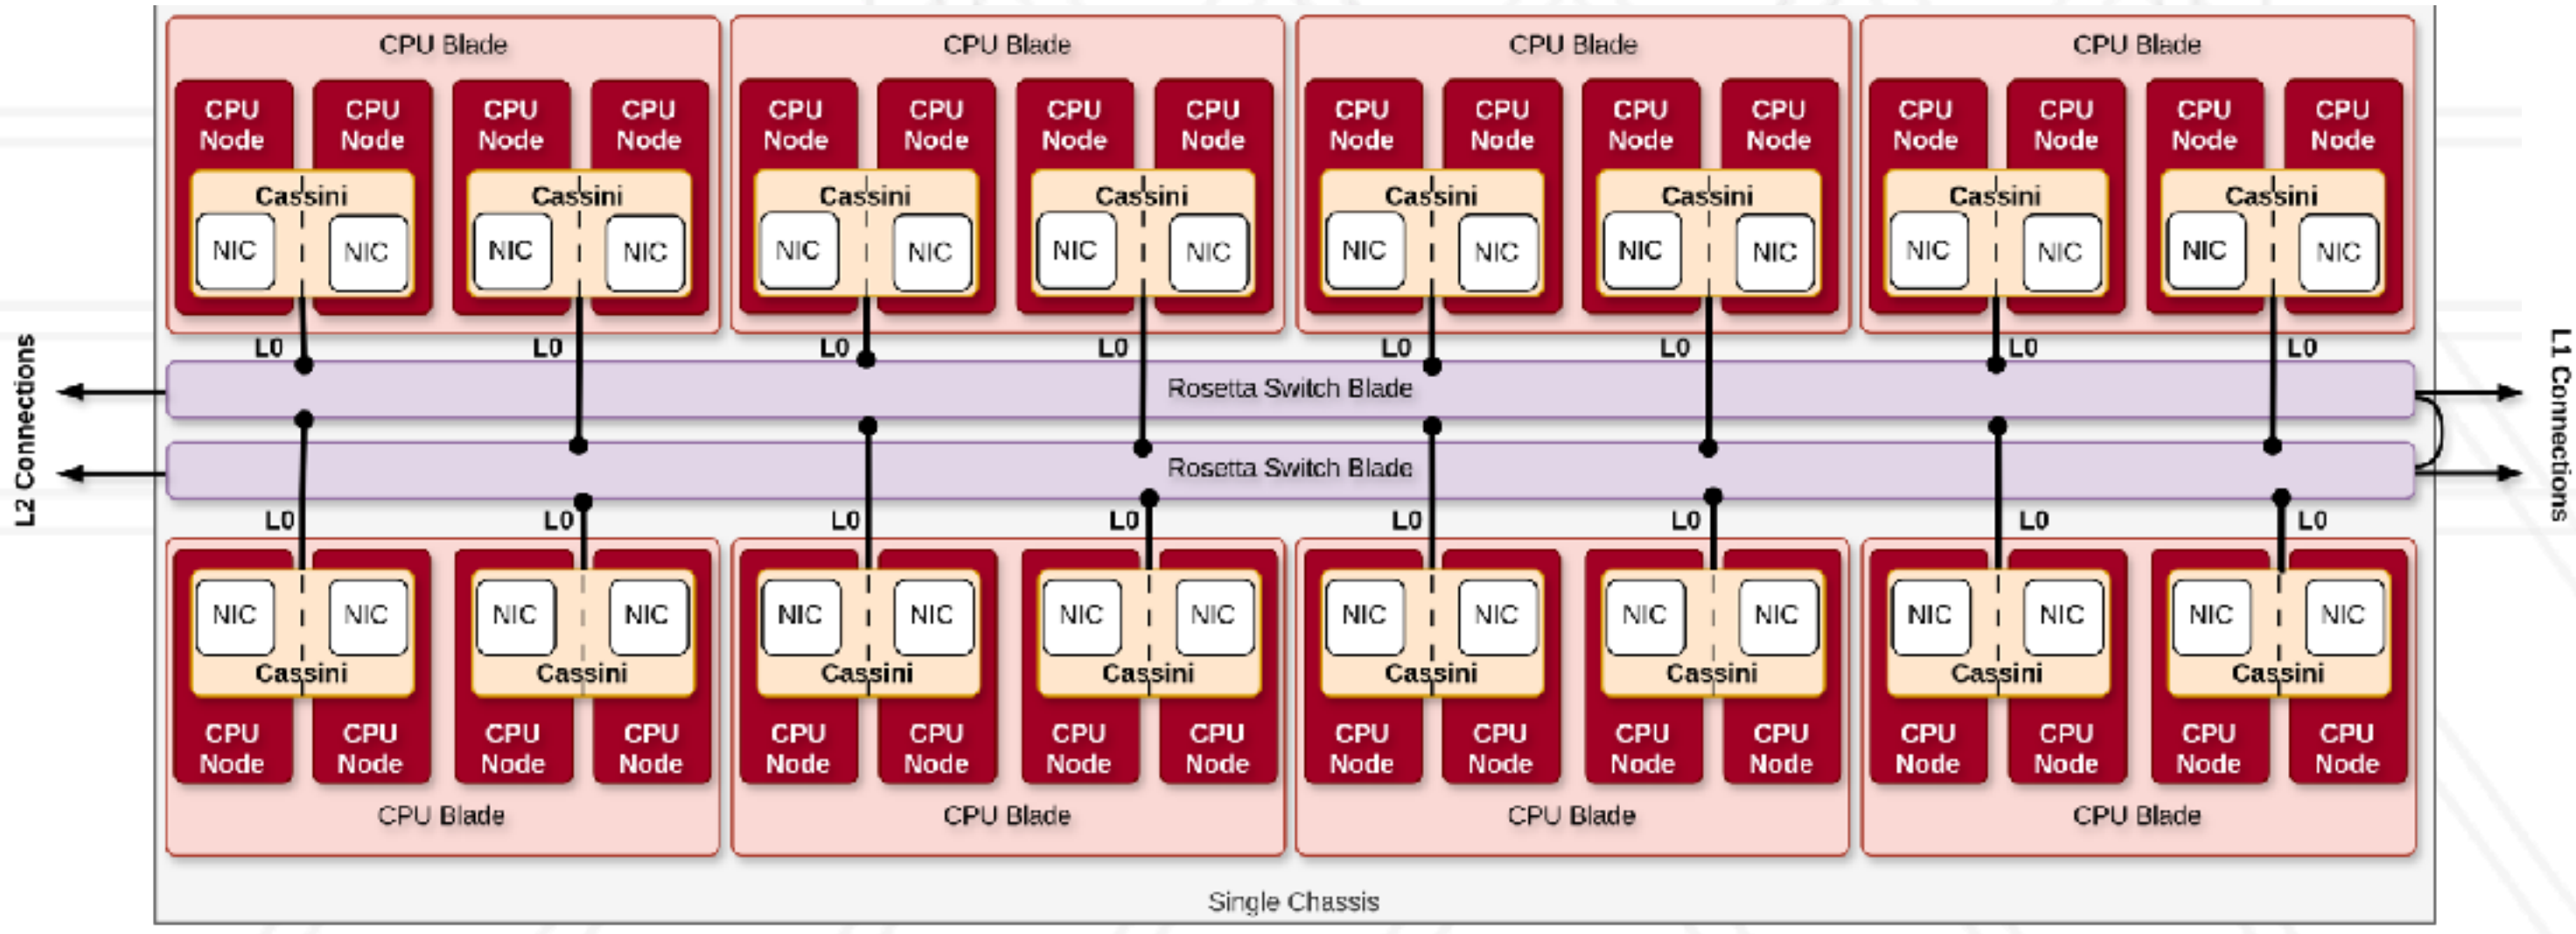 CPU Blade CPU Blade CPU Blade CPU Blade
CPU CPU CPU CPU CPU CPU CPU CPU CPU CPU CPU CPU CPU CPU CPU CPU
Node Node Node Node Node Node Node Node Node Node Node Node Node Node Node Node
Cassini Cassini Cassini Cassini Cassini Cassini Cassini Cassini
NIC NIC NIC NIC NIC NIC NIC NIC NIC NIC NIC NIC NIC NIC NIC NIC
L0 L0 L0 L0 L0 L0 L0 L0
L2 Connections
Rosetta Switch Blade
Rosetta Switch Blade
L1 Connections
L0 L0 L0 L0 L0 L0 L0 L0
NIC NIC NIC NIC NIC NIC NIC NIC NIC NIC NIC NIC NIC NIC NIC NIC
Cassini Cassini Cassini Cassini Cassini Cassini Cassini Cassini
CPU CPU CPU CPU CPU CPU CPU CPU CPU CPU CPU CPU CPU CPU CPU CPU
Node Node Node Node Node Node Node Node Node Node Node Node Node Node Node Node
CPU Blade CPU Blade CPU Blade CPU Blade
Single Chassis